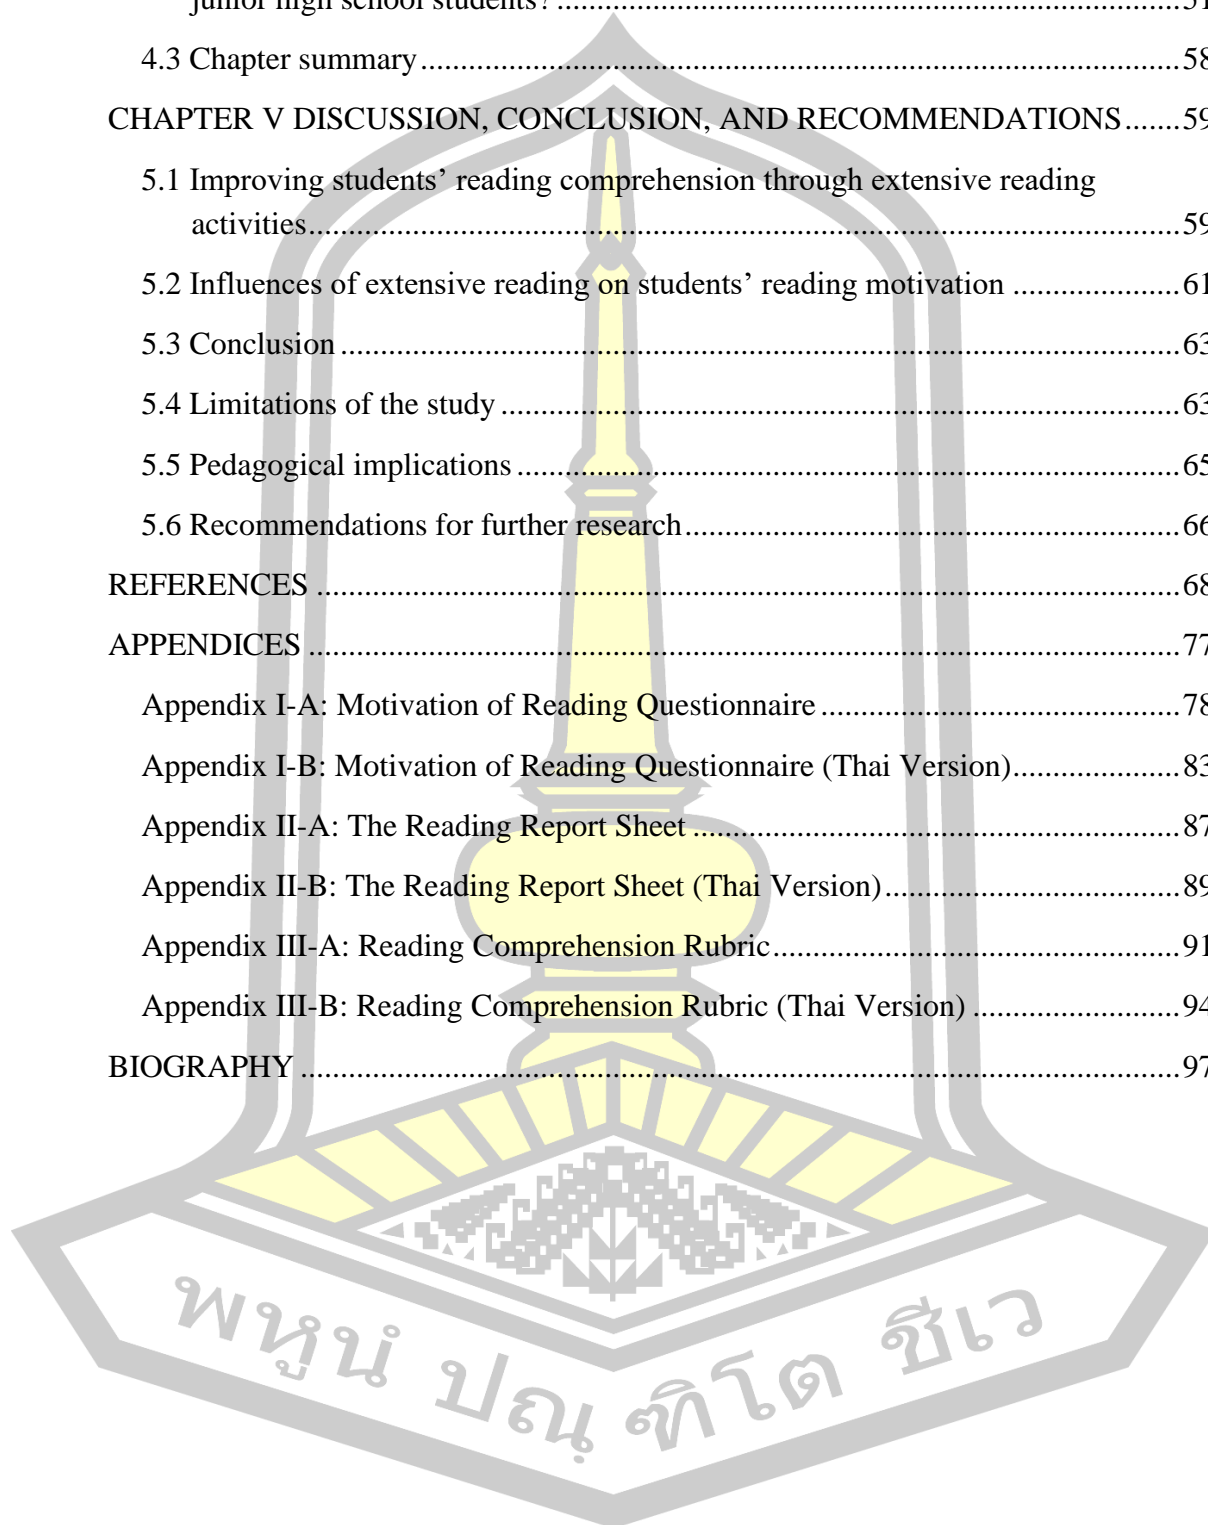 junior high school students?..............................................................................51
4.3 Chapter summary................................................................................................58
CHAPTER V DISCUSSION, CONCLUSION, AND RECOMMENDATIONS.......59
5.1 Improving students’ reading comprehension through extensive reading
activities.............................................................................................................59
5.2 Influences of extensive reading on students’ reading motivation.....................61
5.3 Conclusion.........................................................................................................63
5.4 Limitations of the study.....................................................................................63
5.5 Pedagogical implications...................................................................................65
5.6 Recommendations for further research..............................................................66
REFERENCES.........................................................................................................68
APPENDICES..........................................................................................................77
Appendix I-A: Motivation of Reading Questionnaire..............................................78
Appendix I-B: Motivation of Reading Questionnaire (Thai Version).....................83
Appendix II-A: The Reading Report Sheet..............................................................87
Appendix II-B: The Reading Report Sheet (Thai Version)......................................89
Appendix III-A: Reading Comprehension Rubric...................................................91
Appendix III-B: Reading Comprehension Rubric (Thai Version)...........................94
BIOGRAPHY...........................................................................................................97
พหูนํ ปณฺฑิโต ชีเว